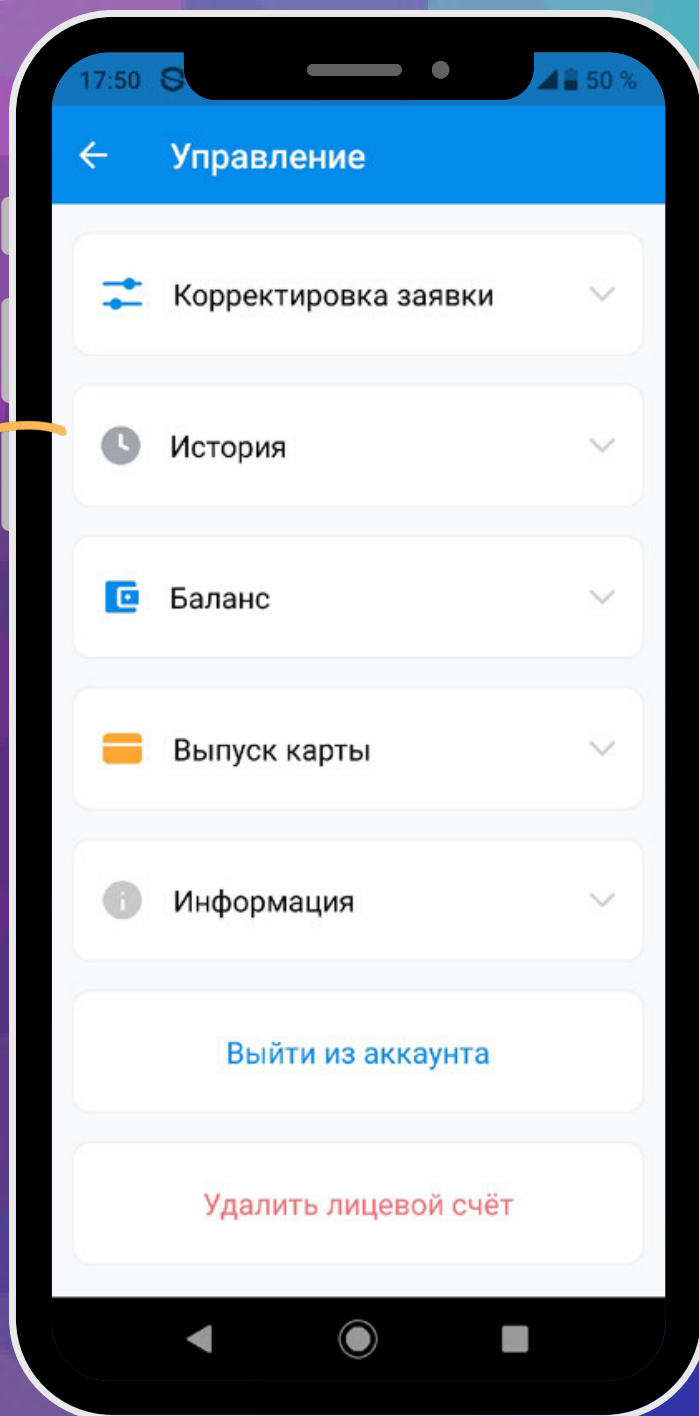 17:50
50 %
Управление
Корректировка заявки
История
Баланс
Выпуск карты
Информация
Выйти из аккаунта
Удалить лицевой счёт